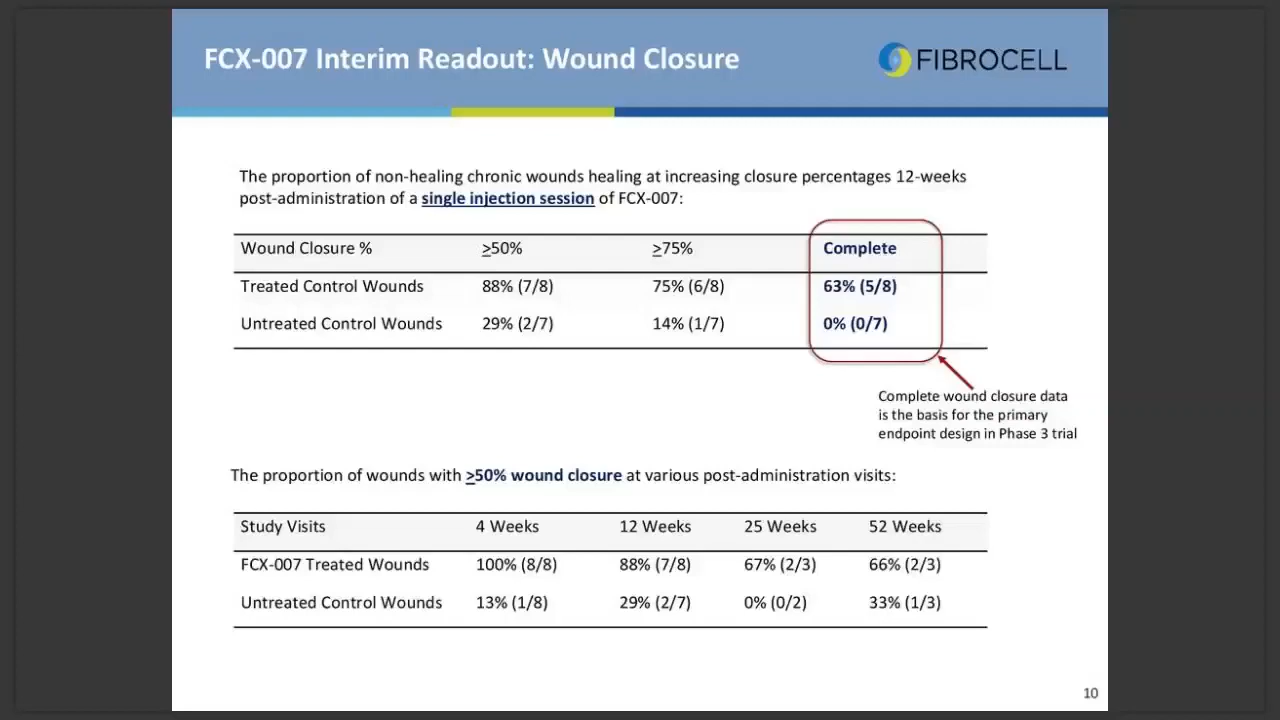 FCX-007 Interim Readout: Wound Closure
FIBROCELL
The proportion of non-healing chronic wounds healing at increasing closure percentages 12-weeks
post-administration of a single injection session of FCX-007:
Wound Closure % ≥50% ≥75% Complete
Treated Control Wounds 88% (7/8) 75% (6/8) 63% (5/8)
Untreated Control Wounds 29% (2/7) 14% (1/7) 0% (0/7)
Complete wound closure data
is the basis for the primary
endpoint design in Phase 3 trial
The proportion of wounds with ≥50% wound closure at various post-administration visits:
Study Visits 4 Weeks 12 Weeks 25 Weeks 52 Weeks
FCX-007 Treated Wounds 100% (8/8) 88% (7/8) 67% (2/3) 66% (2/3)
Untreated Control Wounds 13% (1/8) 29% (2/7) 0% (0/2) 33% (1/3)
10